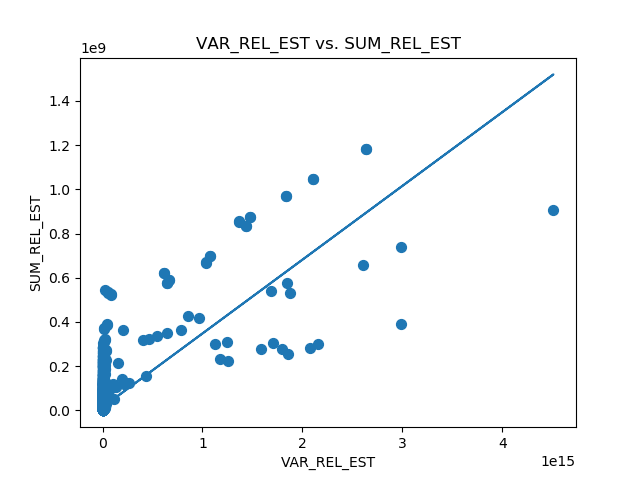 VAR_REL_EST vs. SUM_REL_EST
1e9
1.4
1.2
1.0
0.8
0.6
0.4
0.2
0.0
SUM_REL_EST
0 1 2 3 4
1e15
VAR_REL_EST